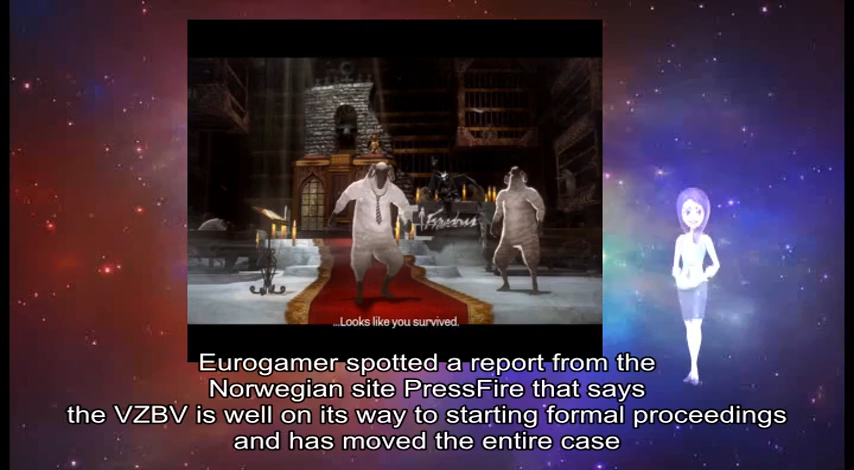 ...Looks like you survived.
Eurogamer spotted a report from the
Norwegian site PressFire that says
the VZBV is well on its way to starting formal proceedings
and has moved the entire case